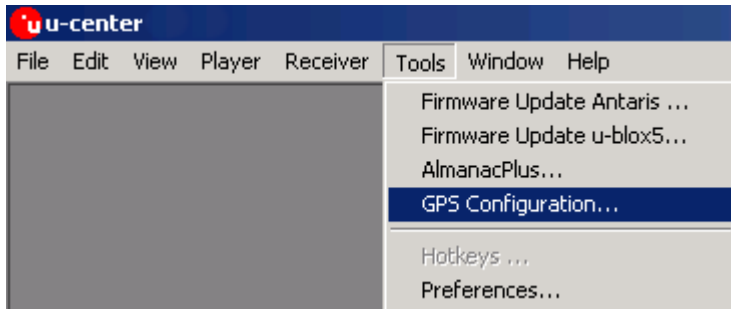 u u-center
File Edit View Player Receiver Tools Window Help
Firmware Update Antaris ...
Firmware Update u-blox5...
AlmanacPlus...
GPS Configuration...
Hotkeys ...
Preferences...